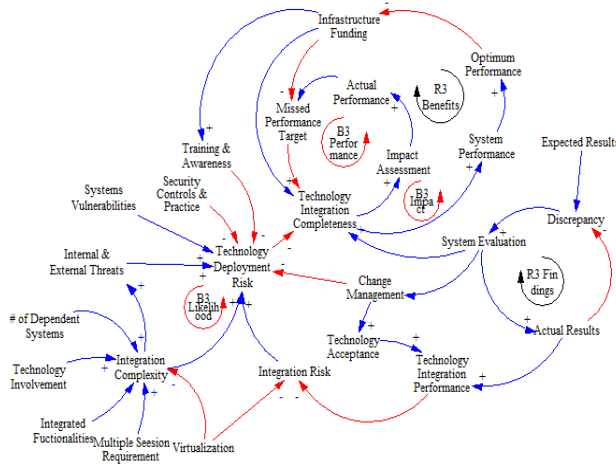 Infrastructure
Funding
Optimum
Performance
Actual
Performance
R3
Benefits
Missed
Performance
Target
B3
Perfor
mance
Training &
Awareness
System
Performance
Expected Results
Impact
Assessment
Security
Controls &
Practice
Systems
Vulnerabilities
Technology
Integration
Completeness
B3
Impa
ct
Discrepancy
System Evaluation
Internal &
External Threats
Technology
Deployment
Risk
Change
Management
R3 Fin
dings
B3
Likelih
ood
# of Dependent
Systems
Actual Results
Technology
Acceptance
Technology
Involvement
Integration
Complexity
Integration Risk
Technology
Integration
Performance
Integrated
Fuctionalities
Multiple Seesion
Requirement
Virtualization